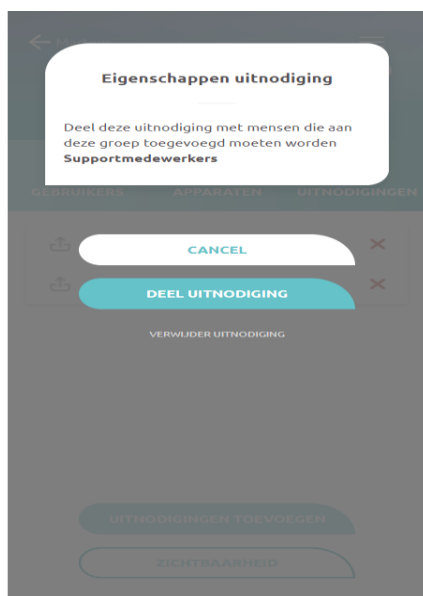 Eigenschappen uitnodiging
Deel deze uitnodiging met mensen die aan
deze groep toegevoegd moeten worden
Supportmedewerkers
GEBRUIKERS APPARATEN UITNODIGINGEN
CANCEL
DEEL UITNODIGING
VERWIJDER UITNODIGING
UITNODIGINGEN TOEVOEGEN
ZICHTBAARHEID